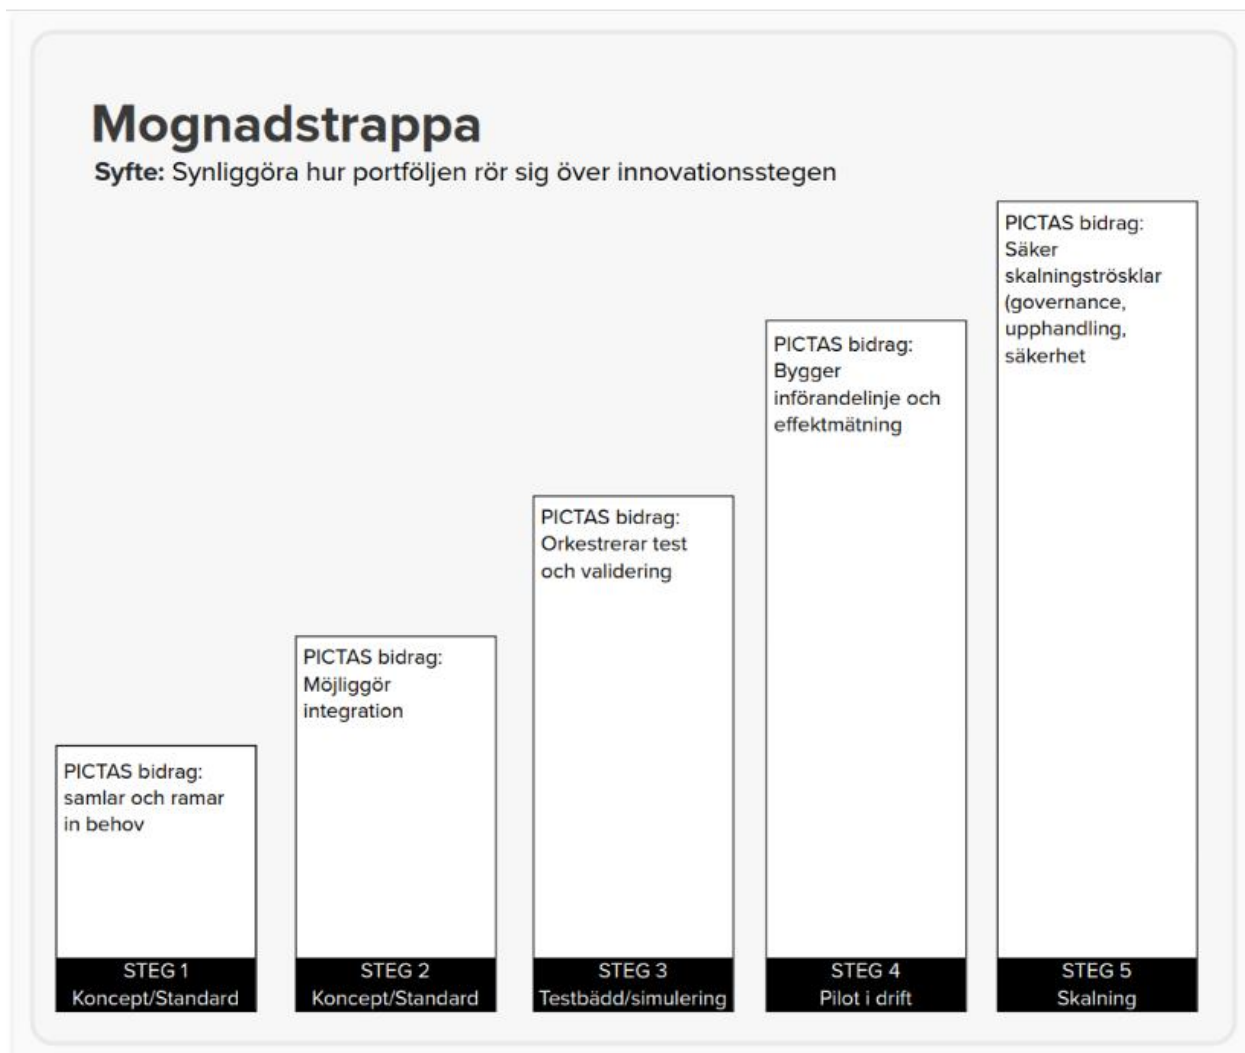 Mognadstrappa
Syfte: Synliggöra hur portföljen rör sig över innovationsstegen
PICTAS bidrag:
samlar och ramar
in behov
STEG 1
Koncept/Standard
PICTAS bidrag:
Möjliggör
integration
STEG 2
Koncept/Standard
PICTAS bidrag:
Orkestrerar test
och validering
STEG 3
Testbädd/simulering
PICTAS bidrag:
Bygger
införandelinje och
effektmätning
STEG 4
Pilot i drift
PICTAS bidrag:
Säker
skalningströsklar
(governance,
upphandling,
säkerhet
STEG 5
Skalning